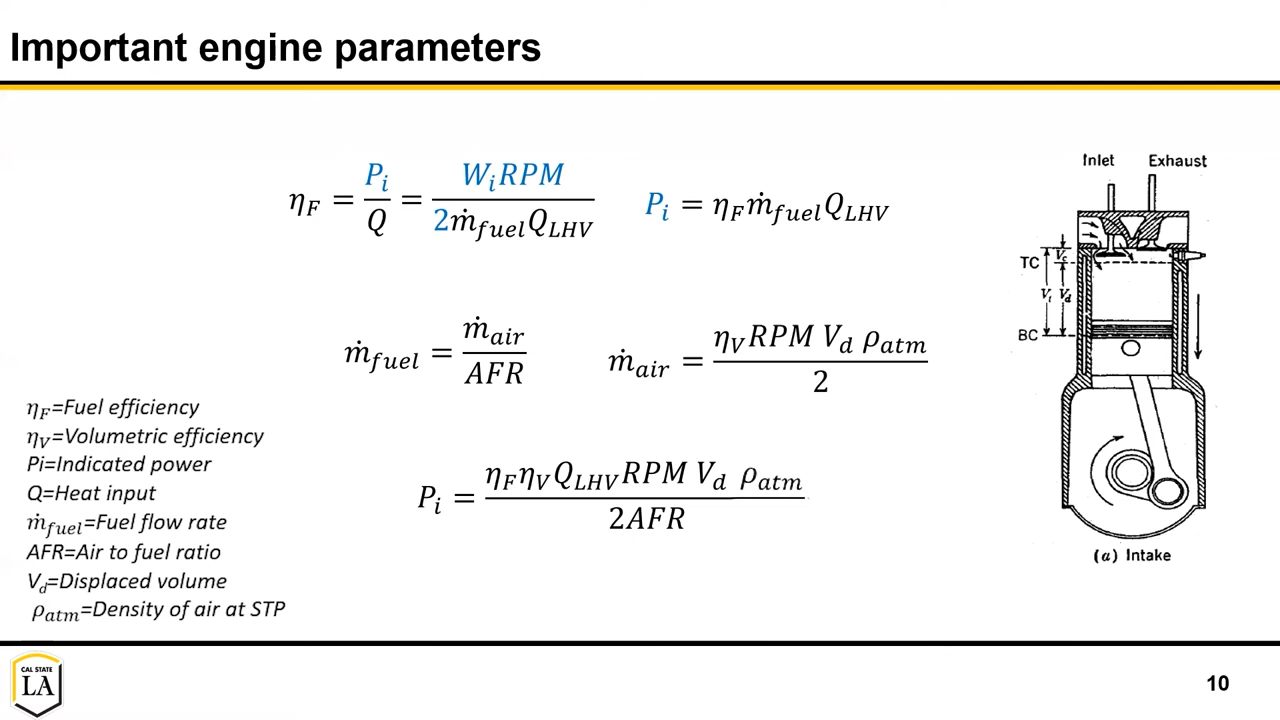 Important engine parameters
η_F = P_i / Q = W_i RPM / 2ṁ_fuel Q_LHV
P_i = η_F ṁ_fuel Q_LHV
ṁ_fuel = ṁ_air / AFR
ṁ_air = η_V RPM V_d ρ_atm / 2
P_i = η_F η_V Q_LHV RPM V_d ρ_atm / 2AFR
η_F=Fuel efficiency
η_V=Volumetric efficiency
Pi=Indicated power
Q=Heat input
ṁ_fuel=Fuel flow rate
AFR=Air to fuel ratio
V_d=Displaced volume
ρ_atm=Density of air at STP
Inlet Exhaust
V_c
TC
V_t V_d
BC
(a) Intake
CAL STATE
LA
10